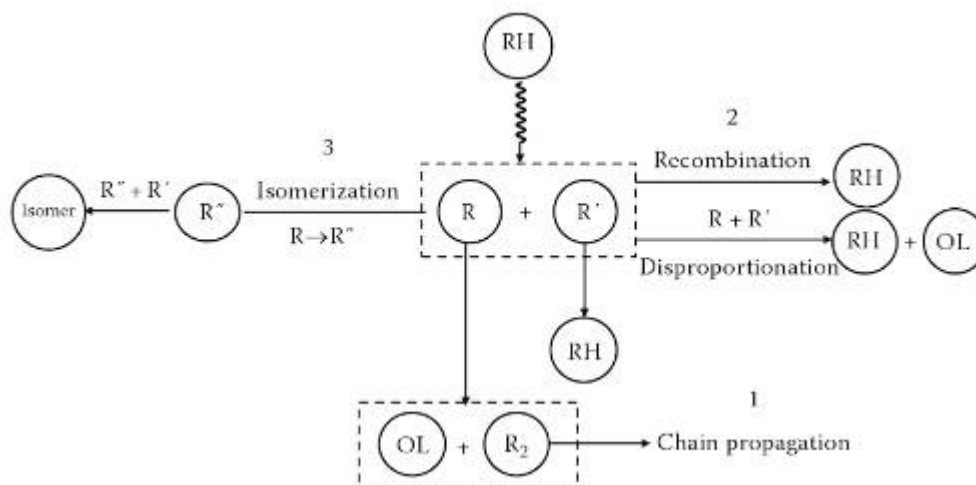 RH
2
3
Recombination
RH
Isomer
R″ + R′
R″
Isomerization
R→R″
R
+
R′
R + R′
Disproportionation
RH
+
OL
RH
1
OL
+
R₂
Chain propagation